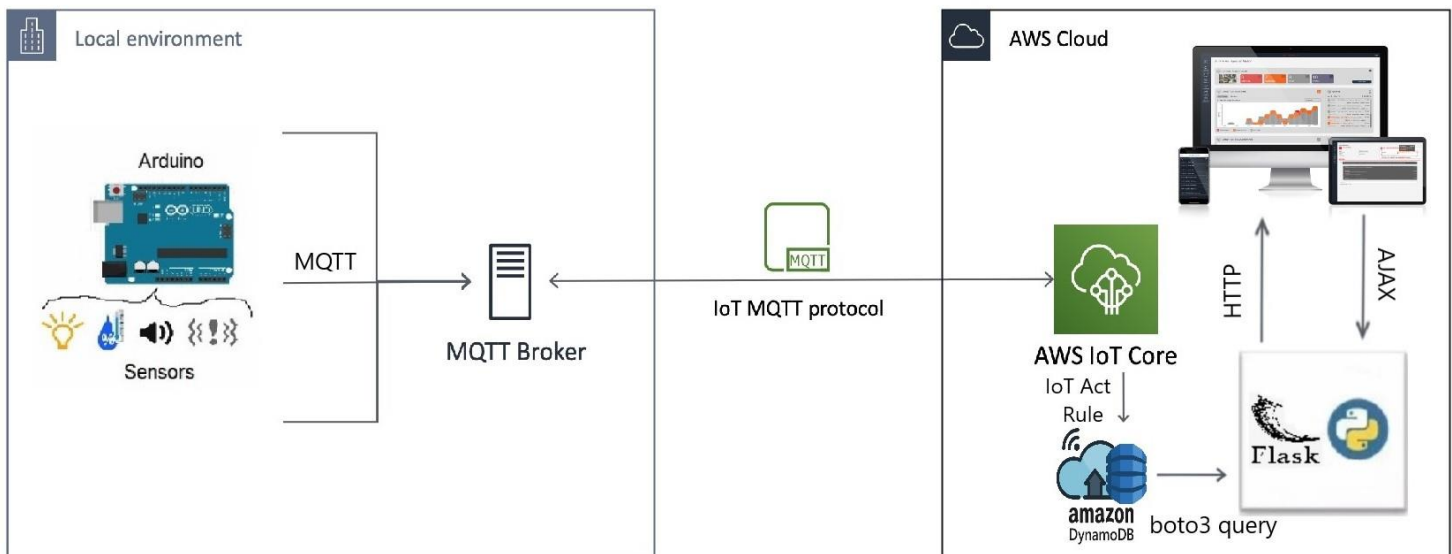 Local environment
AWS Cloud
Arduino
MQTT
Sensors
MQTT Broker
MQTT
IoT MQTT protocol
AWS IoT Core
IoT Act
Rule
amazon
DynamoDB
boto3 query
Flask
HTTP
AJAX